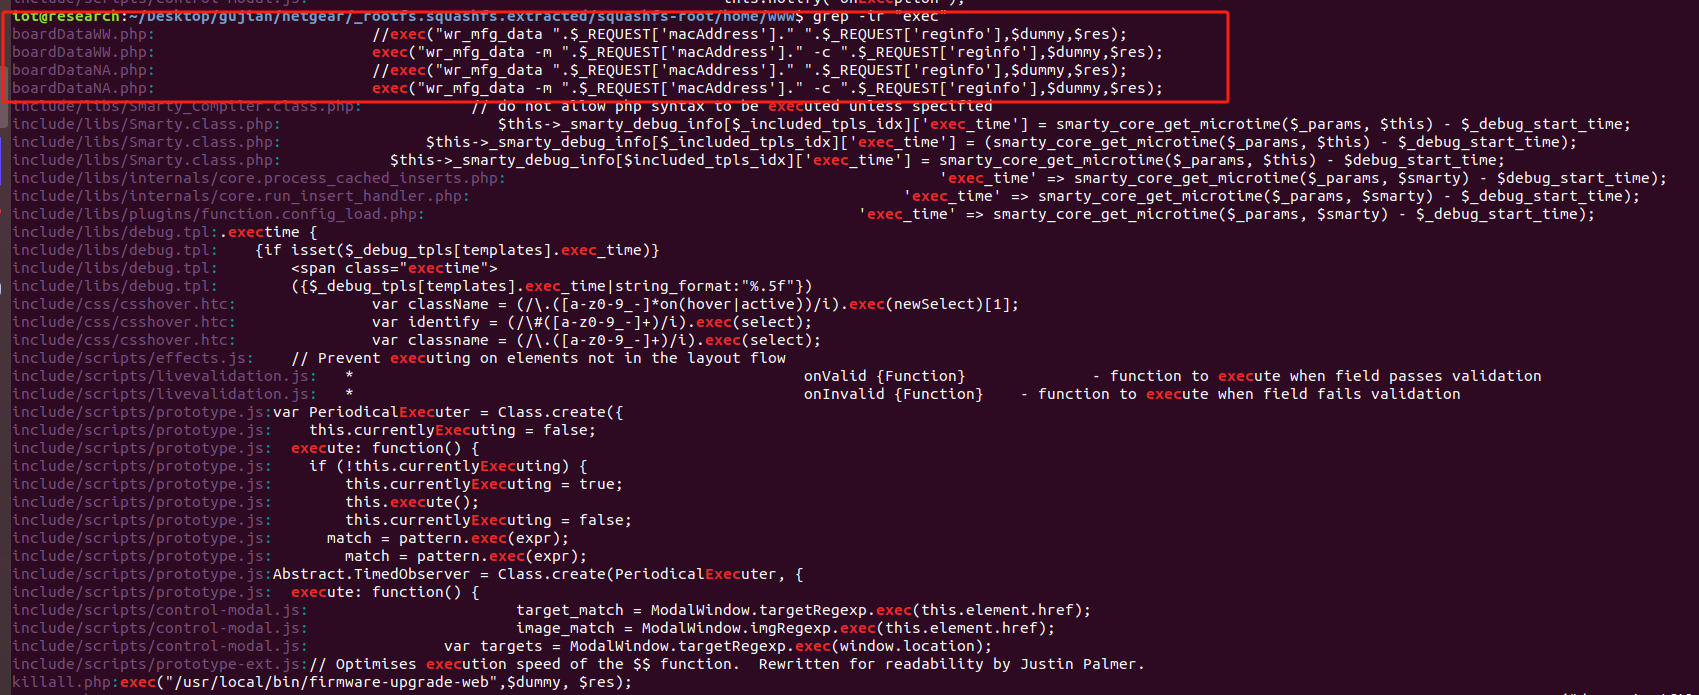 include/scripts/control-modal.js: this.notify('onException');
iot@research:~/Desktop/gujian/netgear/_rootfs.squashfs.extracted/squashfs-root/home/www$ grep -ir "exec"
boardDataWW.php: //exec("wr_mfg_data ".$_REQUEST['macAddress']." ".$_REQUEST['reginfo'],$dummy,$res);
boardDataWW.php: exec("wr_mfg_data -m ".$_REQUEST['macAddress']." -c ".$_REQUEST['reginfo'],$dummy,$res);
boardDataNA.php: //exec("wr_mfg_data ".$_REQUEST['macAddress']." ".$_REQUEST['reginfo'],$dummy,$res);
boardDataNA.php: exec("wr_mfg_data -m ".$_REQUEST['macAddress']." -c ".$_REQUEST['reginfo'],$dummy,$res);
include/libs/Smarty_Compiler.class.php: // do not allow php syntax to be executed unless specified
include/libs/Smarty.class.php: $this->_smarty_debug_info[$_included_tpls_idx]['exec_time'] = smarty_core_get_microtime($_params, $this) - $_debug_start_time;
include/libs/Smarty.class.php: $this->_smarty_debug_info[$_included_tpls_idx]['exec_time'] = (smarty_core_get_microtime($_params, $this) - $_debug_start_time);
include/libs/Smarty.class.php: $this->_smarty_debug_info[$included_tpls_idx]['exec_time'] = smarty_core_get_microtime($_params, $this) - $debug_start_time;
include/libs/internals/core.process_cached_inserts.php: 'exec_time' => smarty_core_get_microtime($_params, $smarty) - $debug_start_time);
include/libs/internals/core.run_insert_handler.php: 'exec_time' => smarty_core_get_microtime($_params, $smarty) - $_debug_start_time);
include/libs/plugins/function.config_load.php: 'exec_time' => smarty_core_get_microtime($_params, $smarty) - $_debug_start_time);
include/libs/debug.tpl:.exectime {
include/libs/debug.tpl: {if isset($_debug_tpls[templates].exec_time)}
include/libs/debug.tpl: <span class="exectime">
include/libs/debug.tpl: ({$_debug_tpls[templates].exec_time|string_format:"%.5f"})
include/css/csshover.htc: var className = (/\.([a-z0-9_-]*on(hover|active))/i).exec(newSelect)[1];
include/css/csshover.htc: var identify = (/\#([a-z0-9_-]+)/i).exec(select);
include/css/csshover.htc: var classname = (/\.([a-z0-9_-]+)/i).exec(select);
include/scripts/effects.js: // Prevent executing on elements not in the layout flow
include/scripts/livevalidation.js: * onValid {Function} - function to execute when field passes validation
include/scripts/livevalidation.js: * onInvalid {Function} - function to execute when field fails validation
include/scripts/prototype.js:var PeriodicalExecuter = Class.create({
include/scripts/prototype.js: this.currentlyExecuting = false;
include/scripts/prototype.js: execute: function() {
include/scripts/prototype.js: if (!this.currentlyExecuting) {
include/scripts/prototype.js: this.currentlyExecuting = true;
include/scripts/prototype.js: this.execute();
include/scripts/prototype.js: this.currentlyExecuting = false;
include/scripts/prototype.js: match = pattern.exec(expr);
include/scripts/prototype.js: match = pattern.exec(expr);
include/scripts/prototype.js:Abstract.TimedObserver = Class.create(PeriodicalExecuter, {
include/scripts/prototype.js: execute: function() {
include/scripts/control-modal.js: target_match = ModalWindow.targetRegexp.exec(this.element.href);
include/scripts/control-modal.js: image_match = ModalWindow.imgRegexp.exec(this.element.href);
include/scripts/control-modal.js: var targets = ModalWindow.targetRegexp.exec(window.location);
include/scripts/prototype-ext.js:// Optimises execution speed of the $$ function. Rewritten for readability by Justin Palmer.
killall.php:exec("/usr/local/bin/firmware-upgrade-web",$dummy, $res);